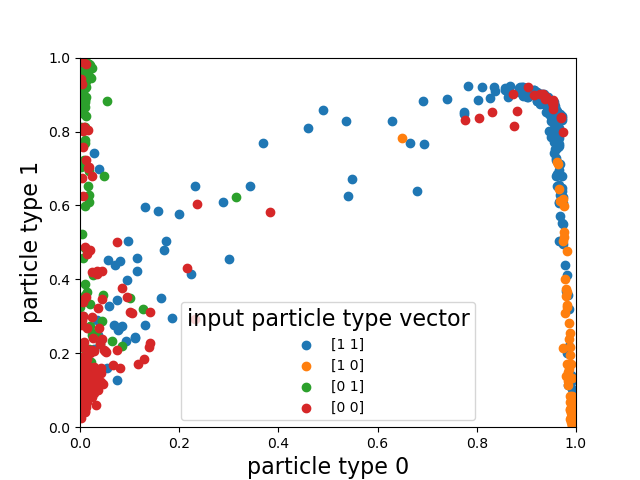 1.0
0.8
0.6
0.4
0.2
0.0
particle type 1
input particle type vector
[1 1]
[1 0]
[0 1]
[0 0]
0.0 0.2 0.4 0.6 0.8 1.0
particle type 0